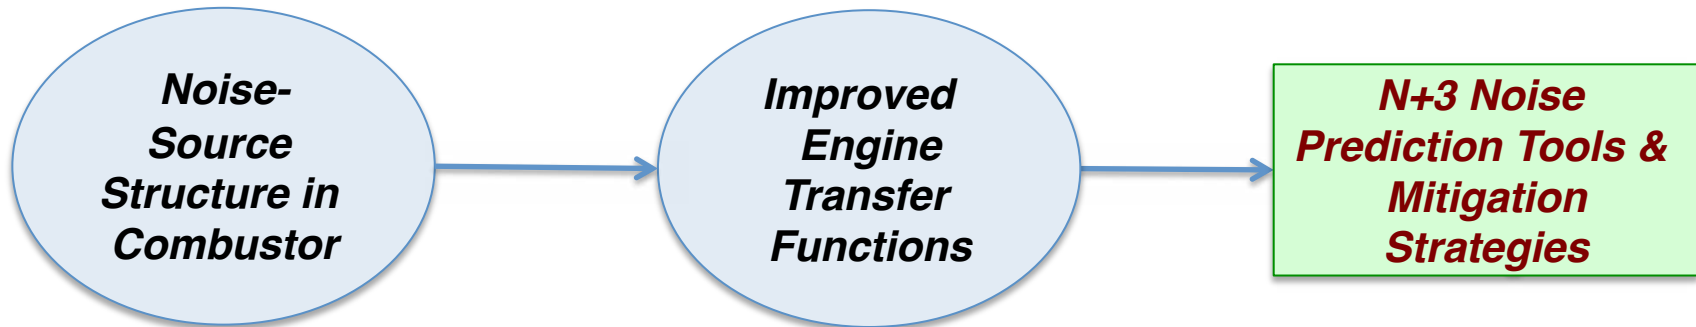 Noise-
Source
Structure in
Combustor
Improved
Engine
Transfer
Functions
N+3 Noise
Prediction Tools &
Mitigation
Strategies